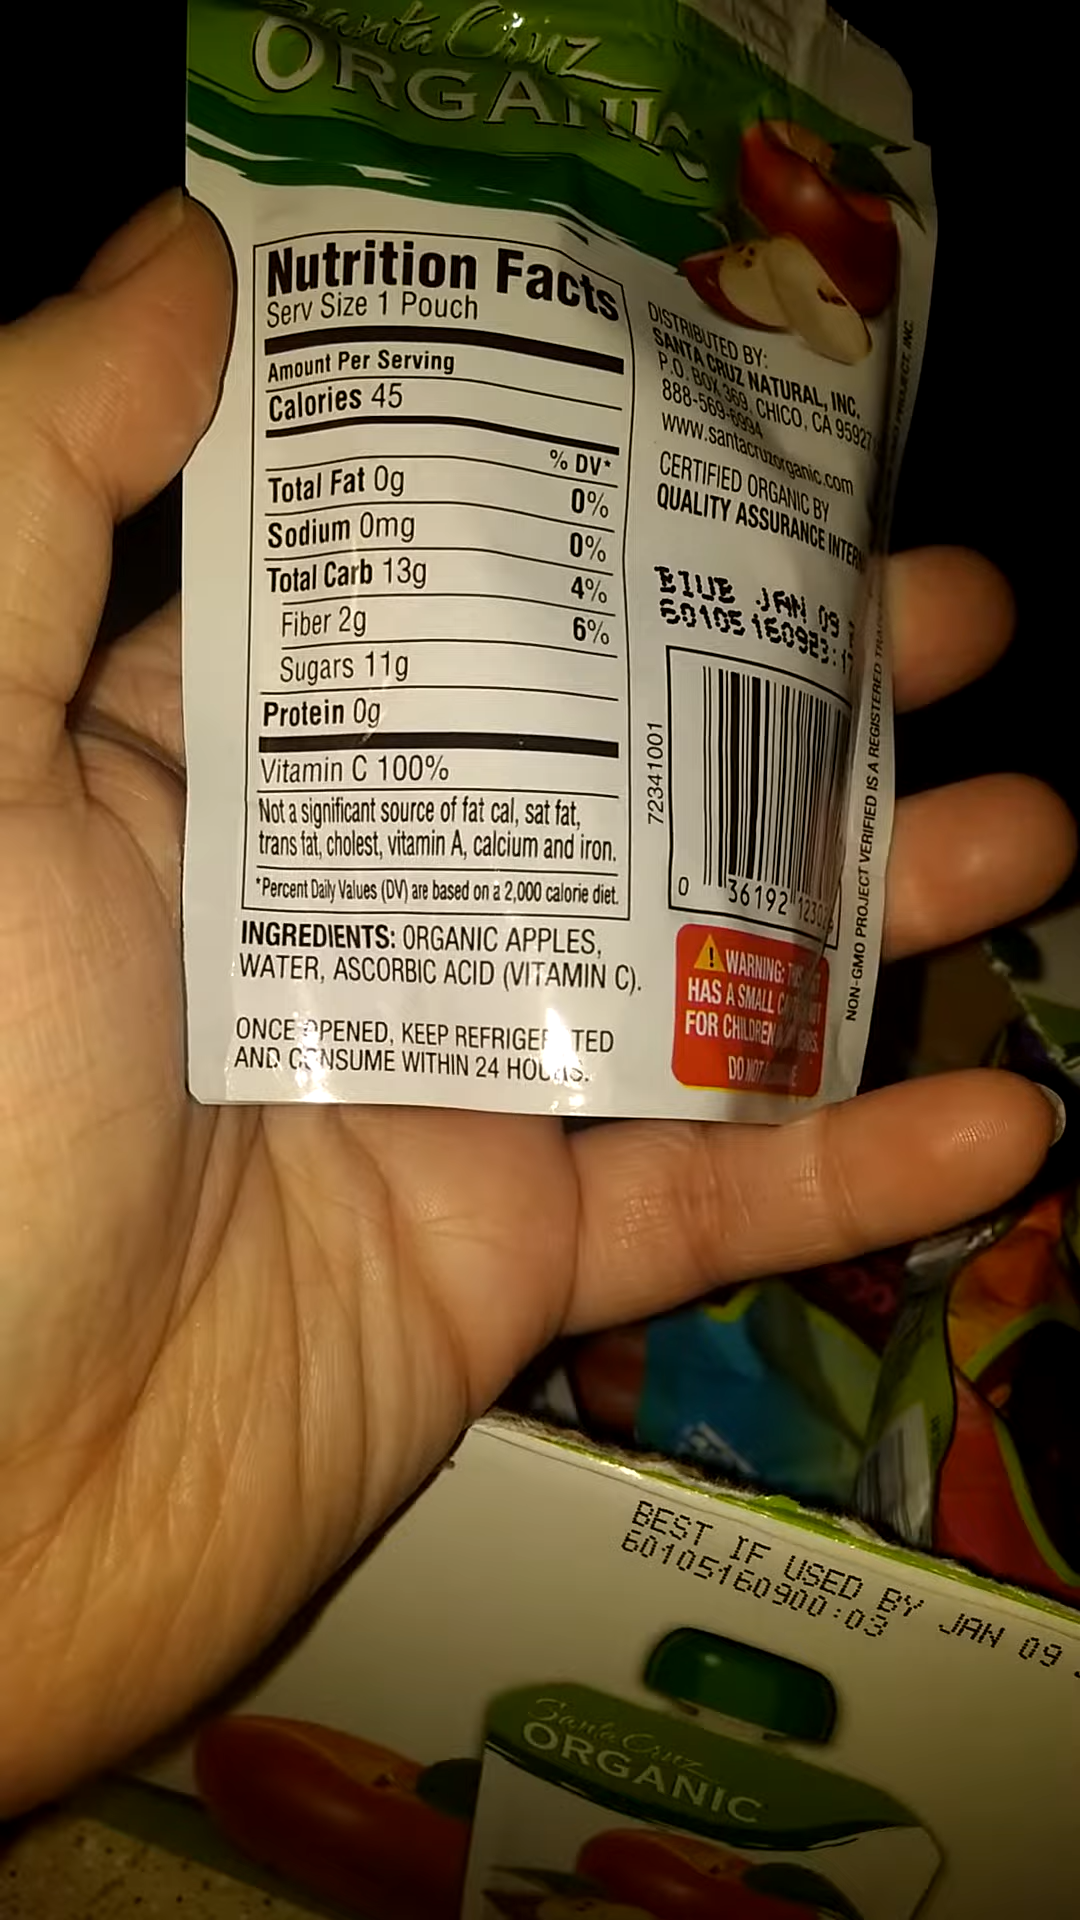 Santa Cruz
ORGANIC
Nutrition Facts
Serv Size 1 Pouch
Amount Per Serving
Calories 45
% DV*
Total Fat 0g 0%
Sodium 0mg 0%
Total Carb 13g 4%
Fiber 2g 6%
Sugars 11g
Protein 0g
Vitamin C 100%
Not a significant source of fat cal, sat fat,
trans fat, cholest, vitamin A, calcium and iron.
*Percent Daily Values (DV) are based on a 2,000 calorie diet.
INGREDIENTS: ORGANIC APPLES,
WATER, ASCORBIC ACID (VITAMIN C).
ONCE OPENED, KEEP REFRIGERATED
AND CONSUME WITHIN 24 HOURS.
DISTRIBUTED BY:
SANTA CRUZ NATURAL, INC.
P.O. BOX 369, CHICO, CA 95927
888-569-6994
www.santacruzorganic.com
CERTIFIED ORGANIC BY
QUALITY ASSURANCE
BIUB JAN 09
72341001
0 36192
WARNING:
HAS A SMALL
FOR CHILDREN
DO NOT
NON-GMO PROJECT VERIFIED IS A REGISTERED
PROJECT, INC.
BEST IF USED BY JAN 09
60105160900:03
Santa Cruz
ORGANIC